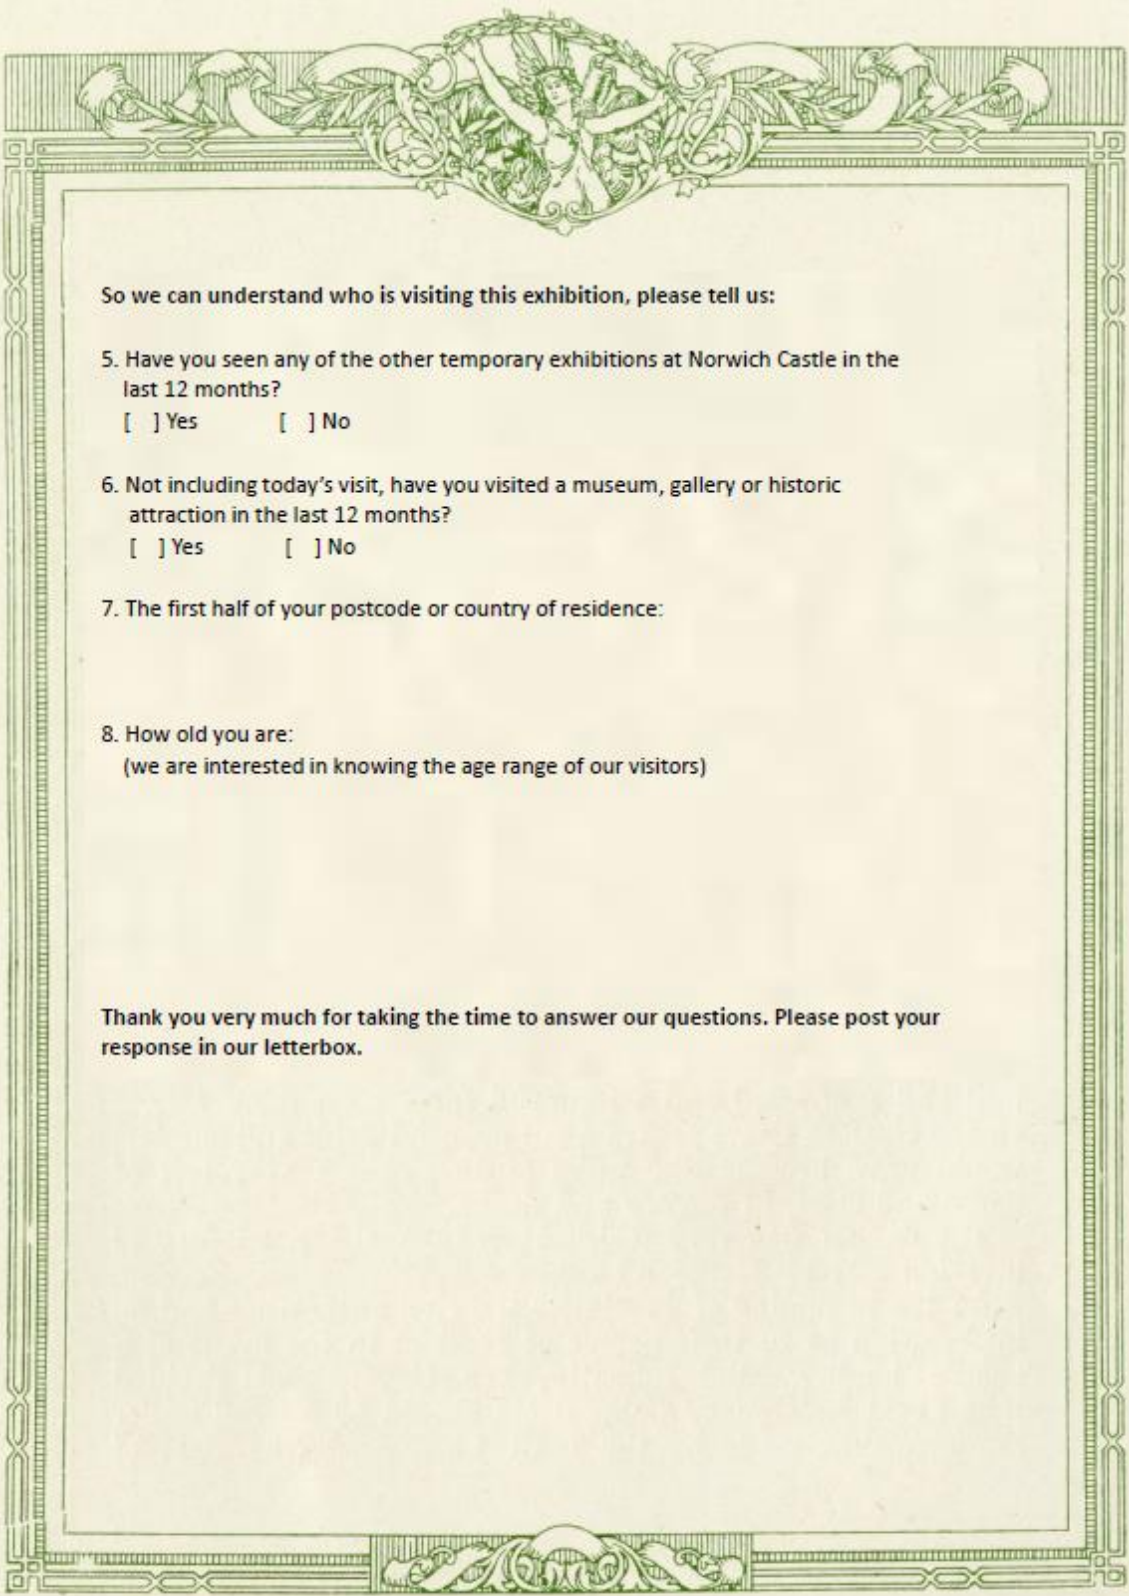 So we can understand who is visiting this exhibition, please tell us:
5. Have you seen any of the other temporary exhibitions at Norwich Castle in the
last 12 months?
[ ] Yes [ ] No
6. Not including today’s visit, have you visited a museum, gallery or historic
attraction in the last 12 months?
[ ] Yes [ ] No
7. The first half of your postcode or country of residence:
8. How old you are:
(we are interested in knowing the age range of our visitors)
Thank you very much for taking the time to answer our questions. Please post your
response in our letterbox.